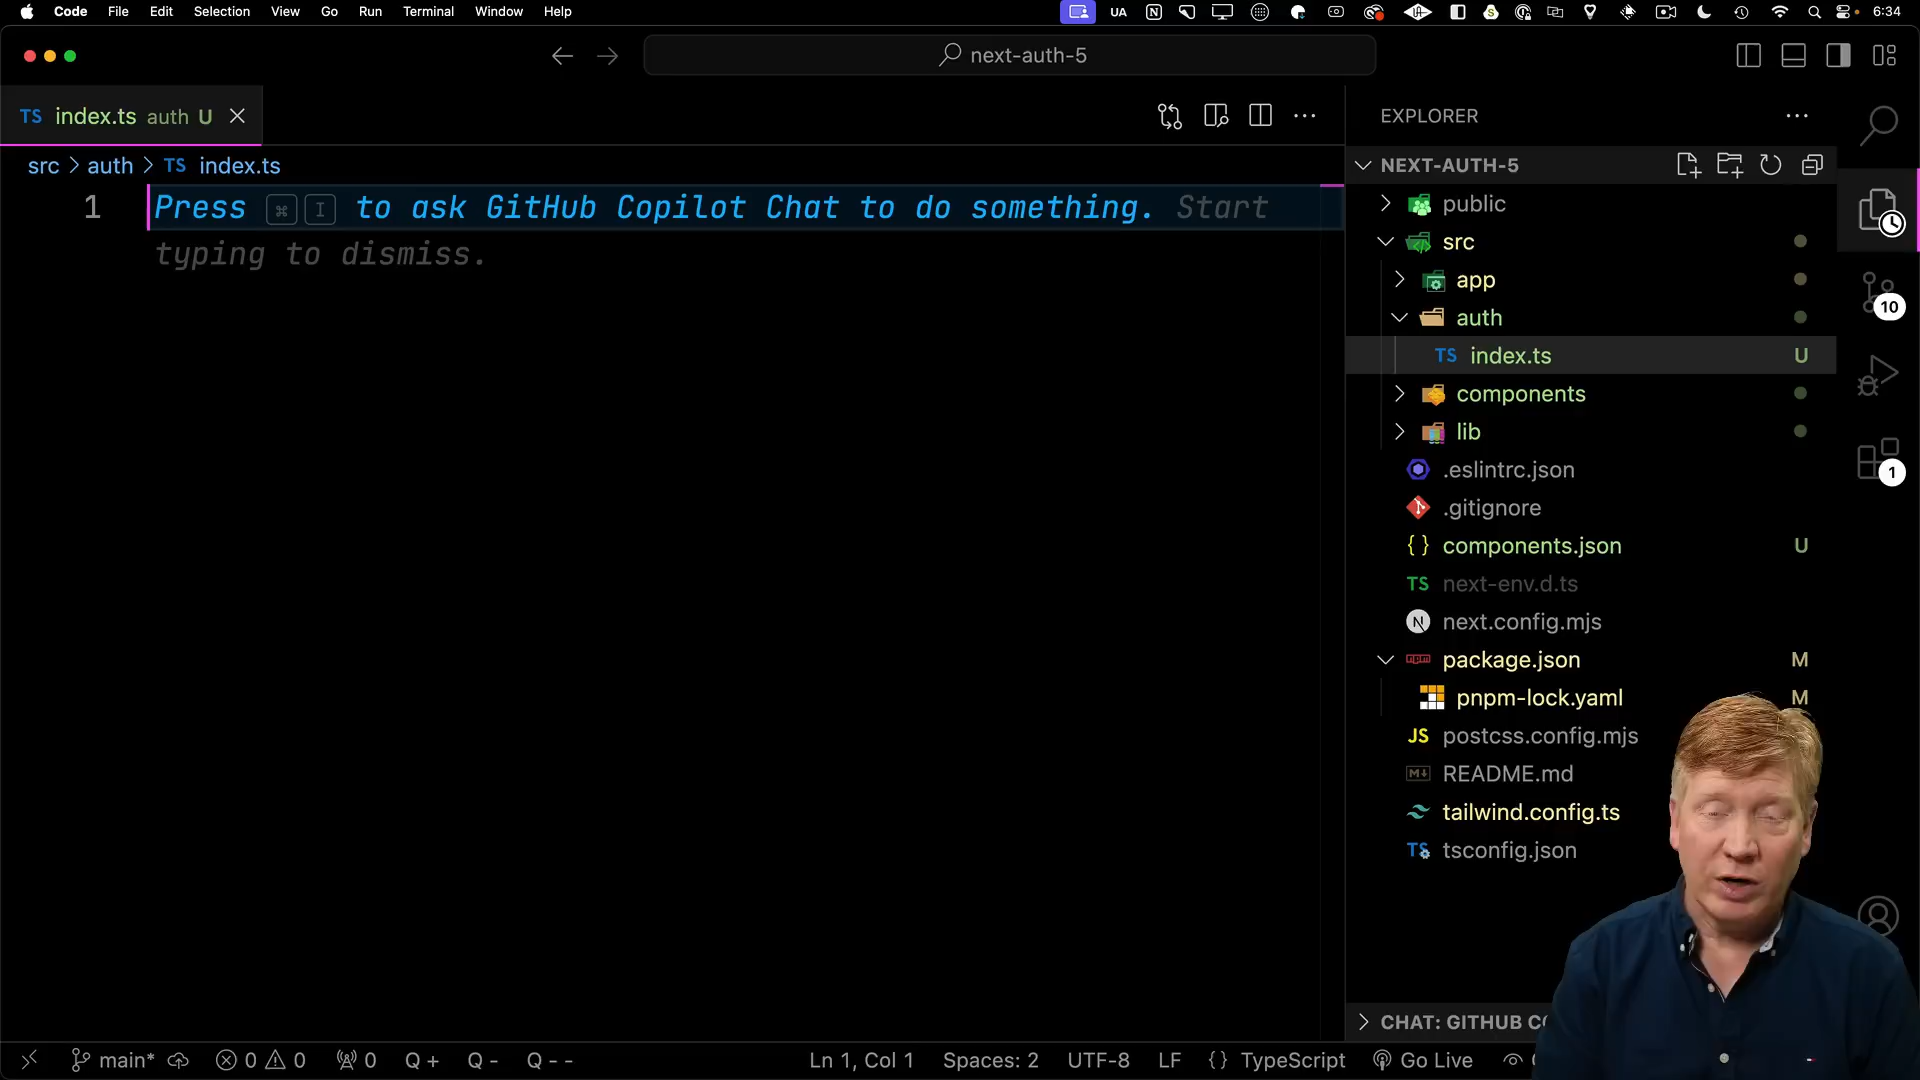 Code File Edit Selection View Go Run Terminal Window Help
UA
6:34
next-auth-5
TS index.ts auth U
src > auth > TS index.ts
1
Press ⌘ I to ask GitHub Copilot Chat to do something. Start
typing to dismiss.
EXPLORER
NEXT-AUTH-5
public
src
app
auth
TS index.ts U
components
lib
.eslintrc.json
.gitignore
{} components.json U
TS next-env.d.ts
N next.config.mjs
package.json M
pnpm-lock.yaml M
JS postcss.config.mjs
README.md
tailwind.config.ts
TS tsconfig.json
10
1
CHAT: GITHUB
main* 0 0 0 Q + Q - Q - -
Ln 1, Col 1 Spaces: 2 UTF-8 LF {} TypeScript Go Live